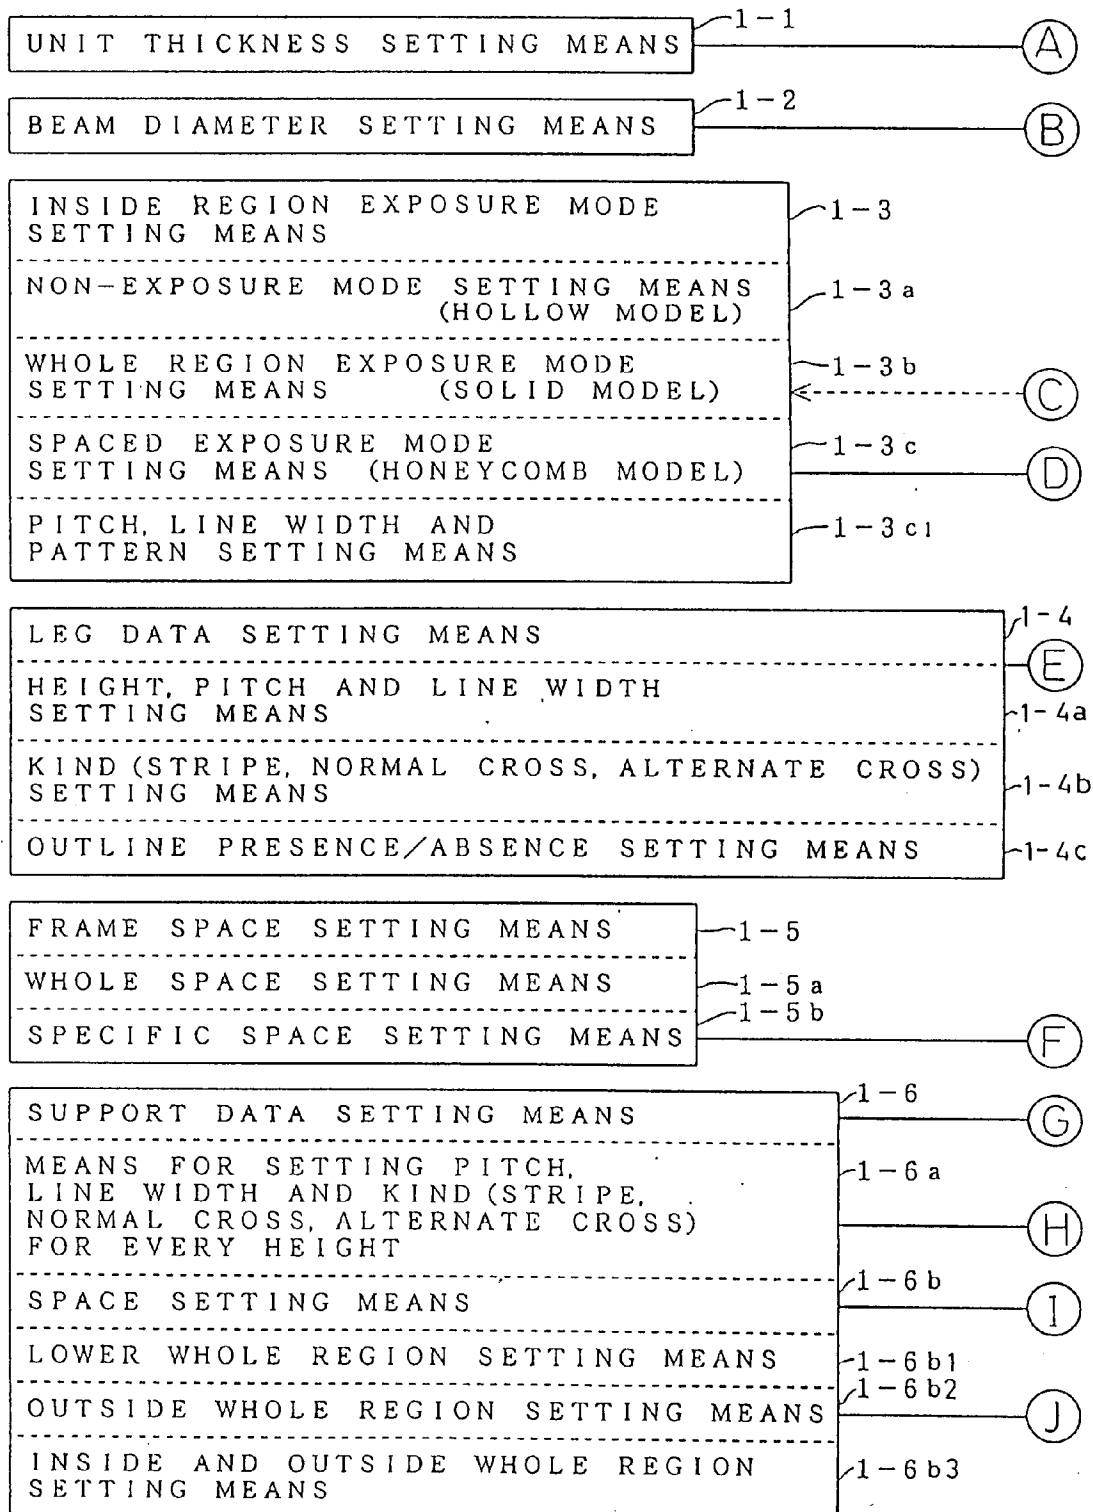 1-1
UNIT THICKNESS SETTING MEANS
A
1-2
BEAM DIAMETER SETTING MEANS
B
INSIDE REGION EXPOSURE MODE
SETTING MEANS
1-3
NON-EXPOSURE MODE SETTING MEANS
(HOLLOW MODEL)
1-3a
WHOLE REGION EXPOSURE MODE
SETTING MEANS (SOLID MODEL)
1-3b
C
SPACED EXPOSURE MODE
SETTING MEANS (HONEYCOMB MODEL)
1-3c
D
PITCH, LINE WIDTH AND
PATTERN SETTING MEANS
1-3c1
LEG DATA SETTING MEANS
1-4
E
HEIGHT, PITCH AND LINE WIDTH
SETTING MEANS
1-4a
KIND (STRIPE, NORMAL CROSS, ALTERNATE CROSS)
SETTING MEANS
1-4b
OUTLINE PRESENCE/ABSENCE SETTING MEANS
1-4c
FRAME SPACE SETTING MEANS
1-5
WHOLE SPACE SETTING MEANS
1-5a
1-5b
SPECIFIC SPACE SETTING MEANS
F
1-6
SUPPORT DATA SETTING MEANS
G
MEANS FOR SETTING PITCH,
LINE WIDTH AND KIND (STRIPE,
NORMAL CROSS, ALTERNATE CROSS)
FOR EVERY HEIGHT
1-6a
H
1-6b
SPACE SETTING MEANS
I
LOWER WHOLE REGION SETTING MEANS
1-6b1
1-6b2
OUTSIDE WHOLE REGION SETTING MEANS
J
INSIDE AND OUTSIDE WHOLE REGION
SETTING MEANS
1-6b3